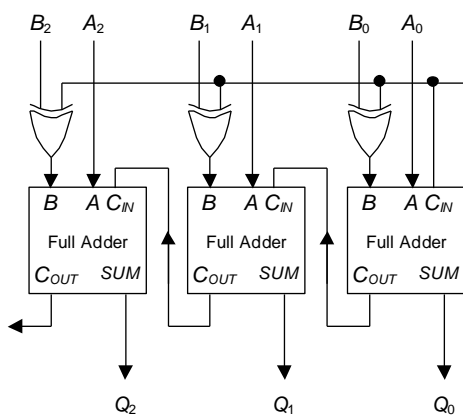 B2 A2 B1 A1 B0 A0
B A CIN B A CIN B A CIN
Full Adder Full Adder Full Adder
COUT SUM COUT SUM COUT SUM
Q2 Q1 Q0